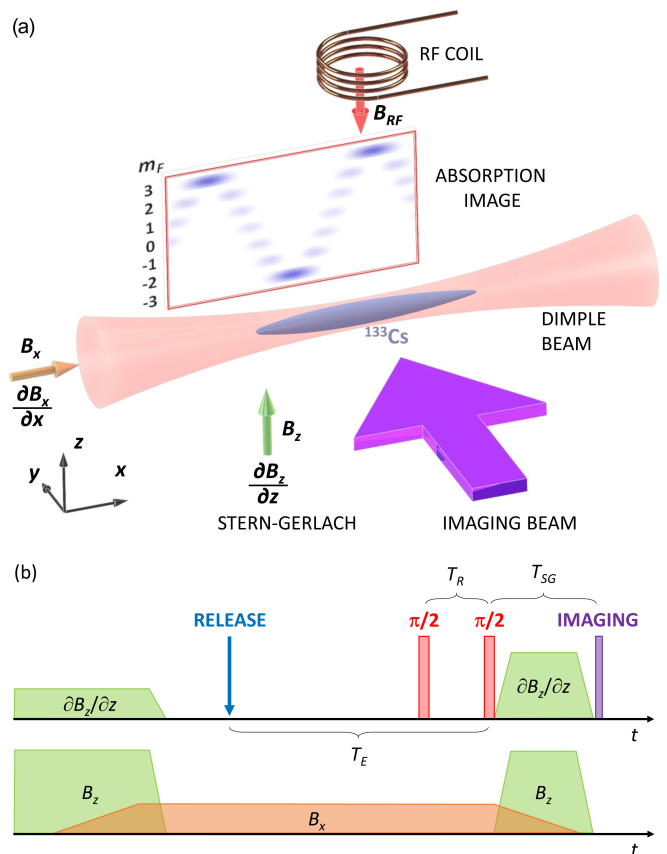 (a)
RF COIL
B_RF
m_F
3
2
1
0
-1
-2
-3
ABSORPTION
IMAGE
¹³³Cs
DIMPLE
BEAM
B_x
∂B_x
∂x
B_z
∂B_z
∂z
z
y
x
STERN-GERLACH
IMAGING BEAM
(b)
T_R
T_SG
RELEASE
π/2
π/2
IMAGING
∂B_z/∂z
∂B_z/∂z
t
T_E
B_z
B_x
B_z
t